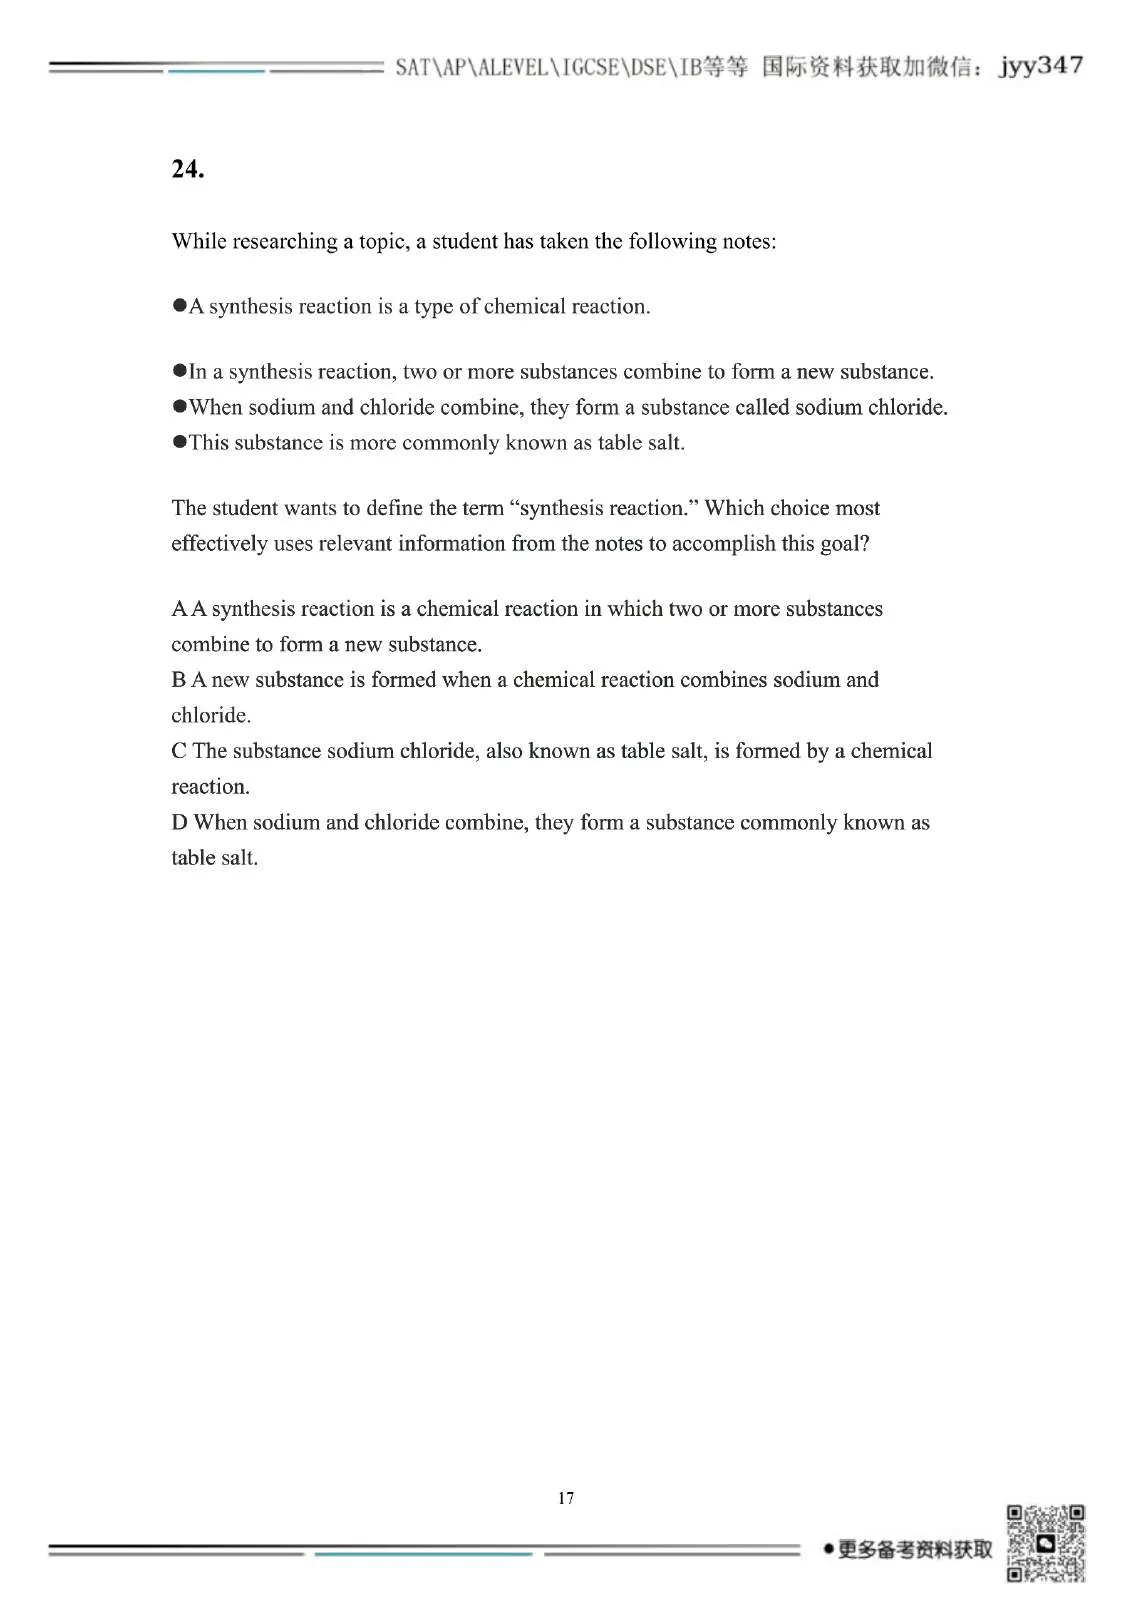 SAT\AP\ALEVEL\IGCSE\DSE\IB等等 国际资料获取加微信：jyy347
24.
While researching a topic, a student has taken the following notes:
●A synthesis reaction is a type of chemical reaction.
●In a synthesis reaction, two or more substances combine to form a new substance.
●When sodium and chloride combine, they form a substance called sodium chloride.
●This substance is more commonly known as table salt.
The student wants to define the term “synthesis reaction.” Which choice most
effectively uses relevant information from the notes to accomplish this goal?
A A synthesis reaction is a chemical reaction in which two or more substances
combine to form a new substance.
B A new substance is formed when a chemical reaction combines sodium and
chloride.
C The substance sodium chloride, also known as table salt, is formed by a chemical
reaction.
D When sodium and chloride combine, they form a substance commonly known as
table salt.
17
●更多备考资料获取